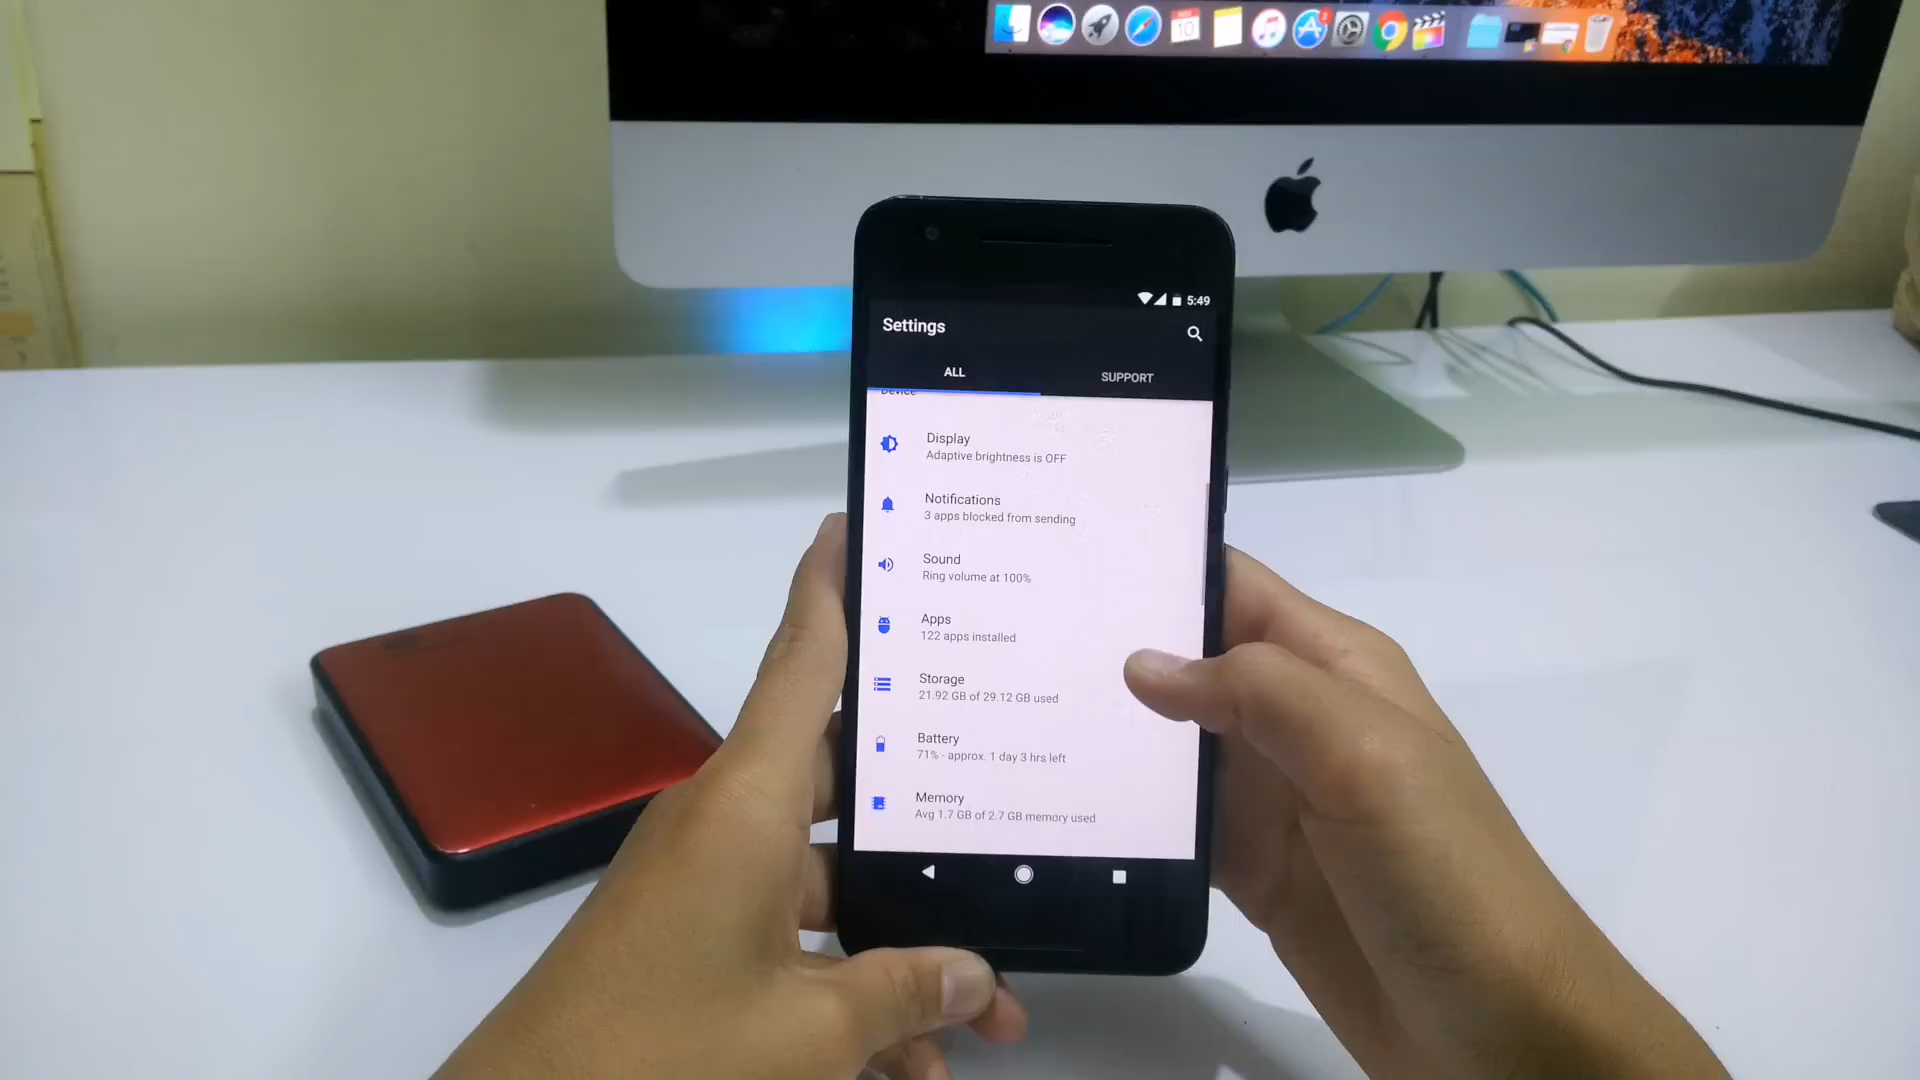 10
5:49
Settings
ALL
SUPPORT
Device
Display
Adaptive brightness is OFF
Notifications
3 apps blocked from sending
Sound
Ring volume at 100%
Apps
122 apps installed
Storage
21.92 GB of 29.12 GB used
Battery
71% - approx. 1 day 3 hrs left
Memory
Avg 1.7 GB of 2.7 GB memory used